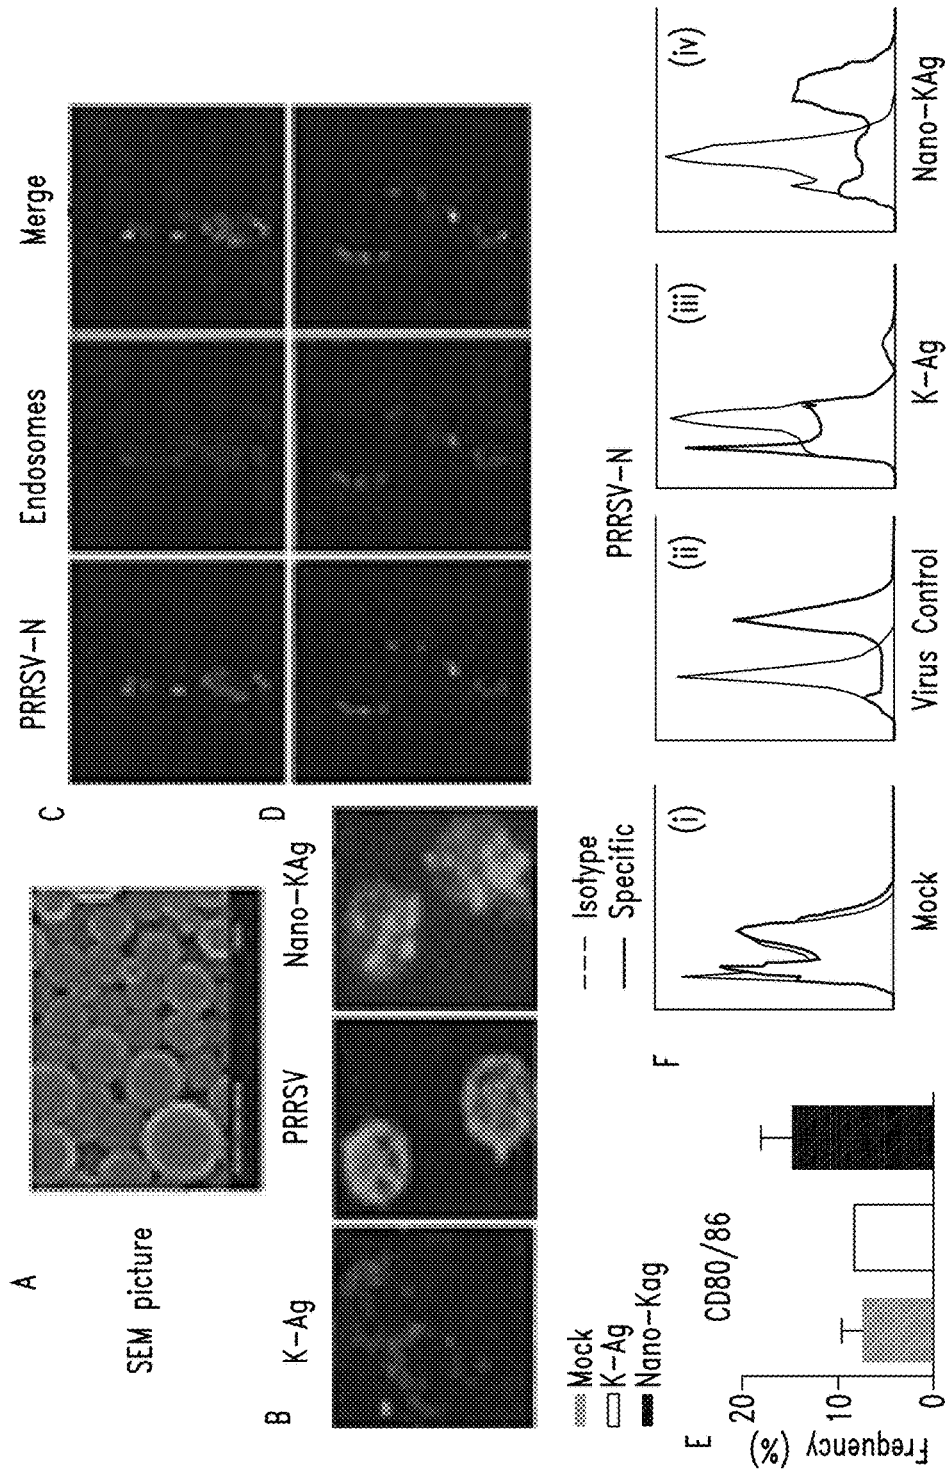 A
SEM picture
B
K-Ag
PRRSV
Nano-KAg
C
PRRSV-N
Endosomes
Merge
D
Mock
K-Ag
Nano-Kag
E
CD80/86
Frequency
(%)
20
10
0
F
Isotype
Specific
PRRSV-N
(i)
(ii)
(iii)
(iv)
Mock
Virus Control
K-Ag
Nano-KAg